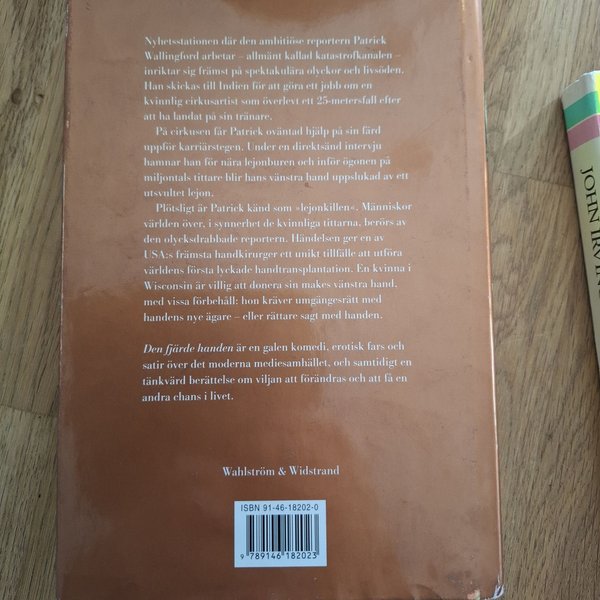 Nyhetsstationen där den ambitiöse reportern Patrick
Wallingford arbetar – allmänt kallad katastrofkanalen –
inriktar sig främst på spektakulära olyckor och livsöden.
Han skickas till Indien för att göra ett jobb om en
kvinnlig cirkusartist som överlevt ett 25-metersfall efter
att ha landat på sin tränare.
På cirkusen får Patrick oväntad hjälp på sin färd
uppför karriärstegen. Under en direktsänd intervju
hamnar han för nära lejonburen och inför ögonen på
miljontals tittare blir hans vänstra hand uppslukad av ett
utsvultet lejon.
Plötsligt är Patrick känd som »lejonkillen«. Människor
världen över, i synnerhet de kvinnliga tittarna, berörs av
den olycksdrabbade reportern. Händelsen ger en av
USA:s främsta handkirurger ett unikt tillfälle att utföra
världens första lyckade handtransplantation. En kvinna i
Wisconsin är villig att donera sin makes vänstra hand,
med vissa förbehåll: hon kräver umgängesrätt med
handens nye ägare – eller rättare sagt med handen.
Den fjärde handen är en galen komedi, erotisk fars och
satir över det moderna mediesamhället, och samtidigt en
tänkvärd berättelse om viljan att förändras och att få en
andra chans i livet.
Wahlström & Widstrand
ISBN 91-46-18202-0
9 789146 182023
JOHN IRVIN